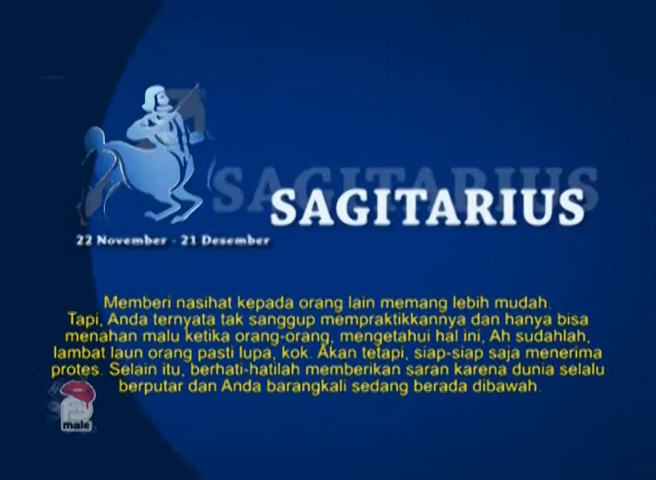 SAGITARIUS
SAGITARIUS
22 November - 21 Desember
Memberi nasihat kepada orang lain memang lebih mudah.
Tapi, Anda ternyata tak sanggup mempraktikkannya dan hanya bisa
menahan malu ketika orang-orang, mengetahui hal ini, Ah sudahlah,
lambat laun orang pasti lupa, kok. Akan tetapi, siap-siap saja menerima
protes. Selain itu, berhati-hatilah memberikan saran karena dunia selalu
berputar dan Anda barangkali sedang berada dibawah.
male